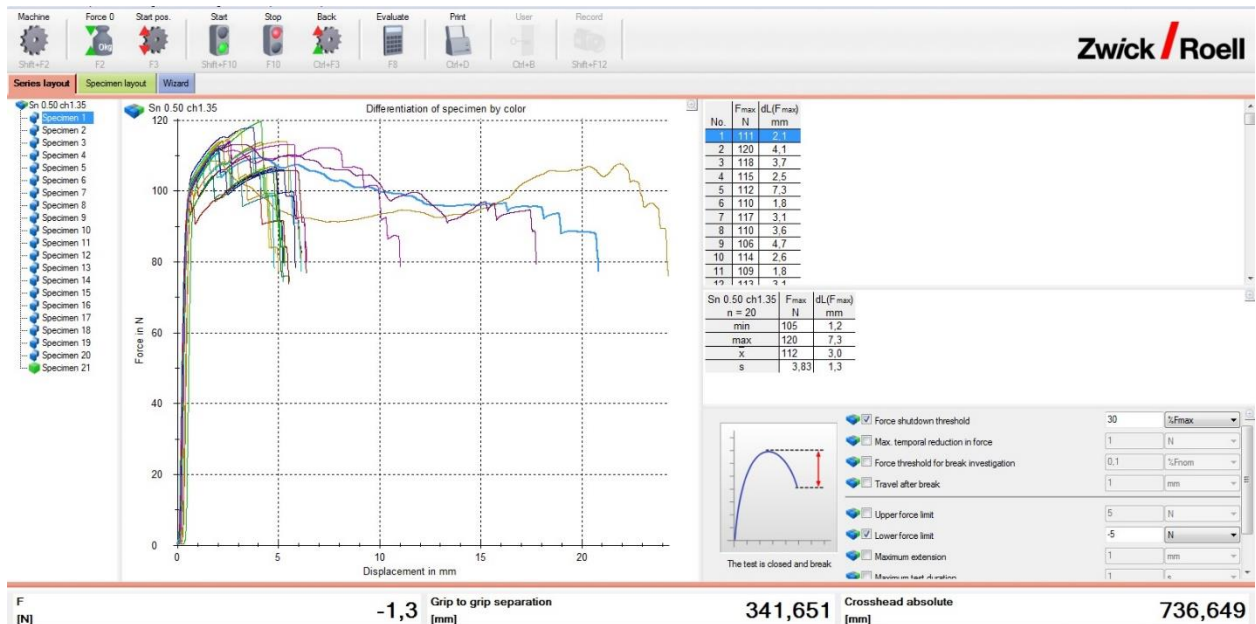 Machine Force 0 Start pos. Start Stop Back Evaluate Print User Record
Shift+F2 F2 F3 Shift+F10 F10 Ctrl+F3 F8 Ctrl+D Ctrl+B Shift+F12
0kg
Zwick / Roell
Series layout Specimen layout Wizard
Sn 0.50 ch1.35
Specimen 1
Specimen 2
Specimen 3
Specimen 4
Specimen 5
Specimen 6
Specimen 7
Specimen 8
Specimen 9
Specimen 10
Specimen 11
Specimen 12
Specimen 13
Specimen 14
Specimen 15
Specimen 16
Specimen 17
Specimen 18
Specimen 19
Specimen 20
Specimen 21
Sn 0.50 ch1.35 Differentiation of specimen by color
120
100
80
60
40
20
0
Force in N
0 5 10 15 20
Displacement in mm
Fmax dL(Fmax)
No. N mm
1 111 2,1
2 120 4,1
3 118 3,7
4 115 2,5
5 112 7,3
6 110 1,8
7 117 3,1
8 110 3,6
9 106 4,7
10 114 2,6
11 109 1,8
12 113 3,1
Sn 0.50 ch1.35 Fmax dL(Fmax)
n = 20 N mm
min 105 1,2
max 120 7,3
x̄ 112 3,0
s 3,83 1,3
Force shutdown threshold 30 %Fmax
Max. temporal reduction in force 1 N
Force threshold for break investigation 0,1 %Fnom
Travel after break 1 mm
Upper force limit 5 N
Lower force limit -5 N
Maximum extension 1 mm
Maximum test duration 1 s
The test is closed and break
F
[N]
-1,3
Grip to grip separation
[mm]
341,651
Crosshead absolute
[mm]
736,649